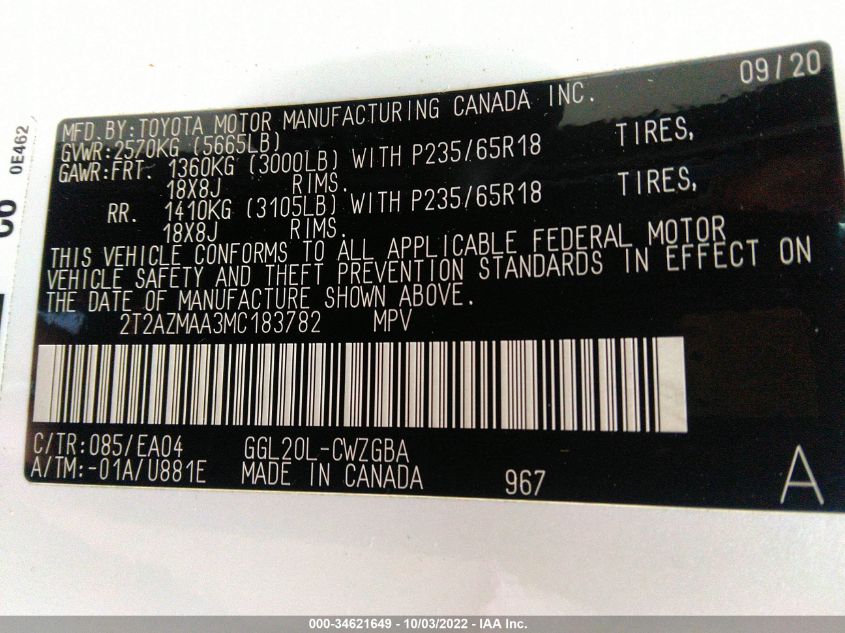 09/20
MFD.BY:TOYOTA MOTOR MANUFACTURING CANADA INC.
GVWR:2570KG (5665LB)
GAWR:FRT. 1360KG (3000LB) WITH P235/65R18 TIRES,
18X8J RIMS.
RR. 1410KG (3105LB) WITH P235/65R18 TIRES,
18X8J RIMS.
THIS VEHICLE CONFORMS TO ALL APPLICABLE FEDERAL MOTOR
VEHICLE SAFETY AND THEFT PREVENTION STANDARDS IN EFFECT ON
THE DATE OF MANUFACTURE SHOWN ABOVE.
2T2AZMAA3MC183782 MPV
C/TR:085/EA04 GGL20L-CWZGBA
A/TM:-01A/U881E MADE IN CANADA 967 A
0E462
000-34621649 - 10/03/2022 - IAA Inc.